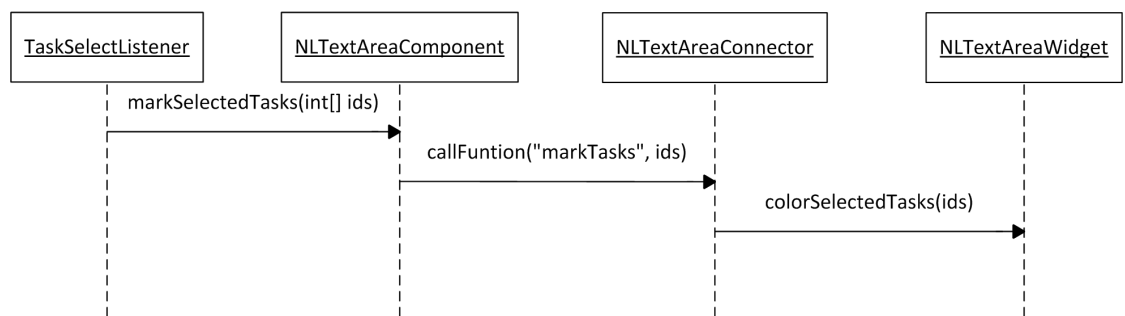 TaskSelectListener
NLTextAreaComponent
NLTextAreaConnector
NLTextAreaWidget
markSelectedTasks(int[] ids)
callFuntion("markTasks", ids)
colorSelectedTasks(ids)